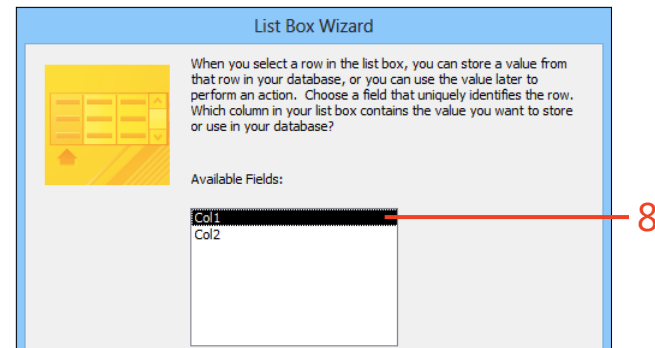 List Box Wizard
When you select a row in the list box, you can store a value from
that row in your database, or you can use the value later to
perform an action.  Choose a field that uniquely identifies the row.
Which column in your list box contains the value you want to store
or use in your database?
Available Fields:
Col1
8
Col2